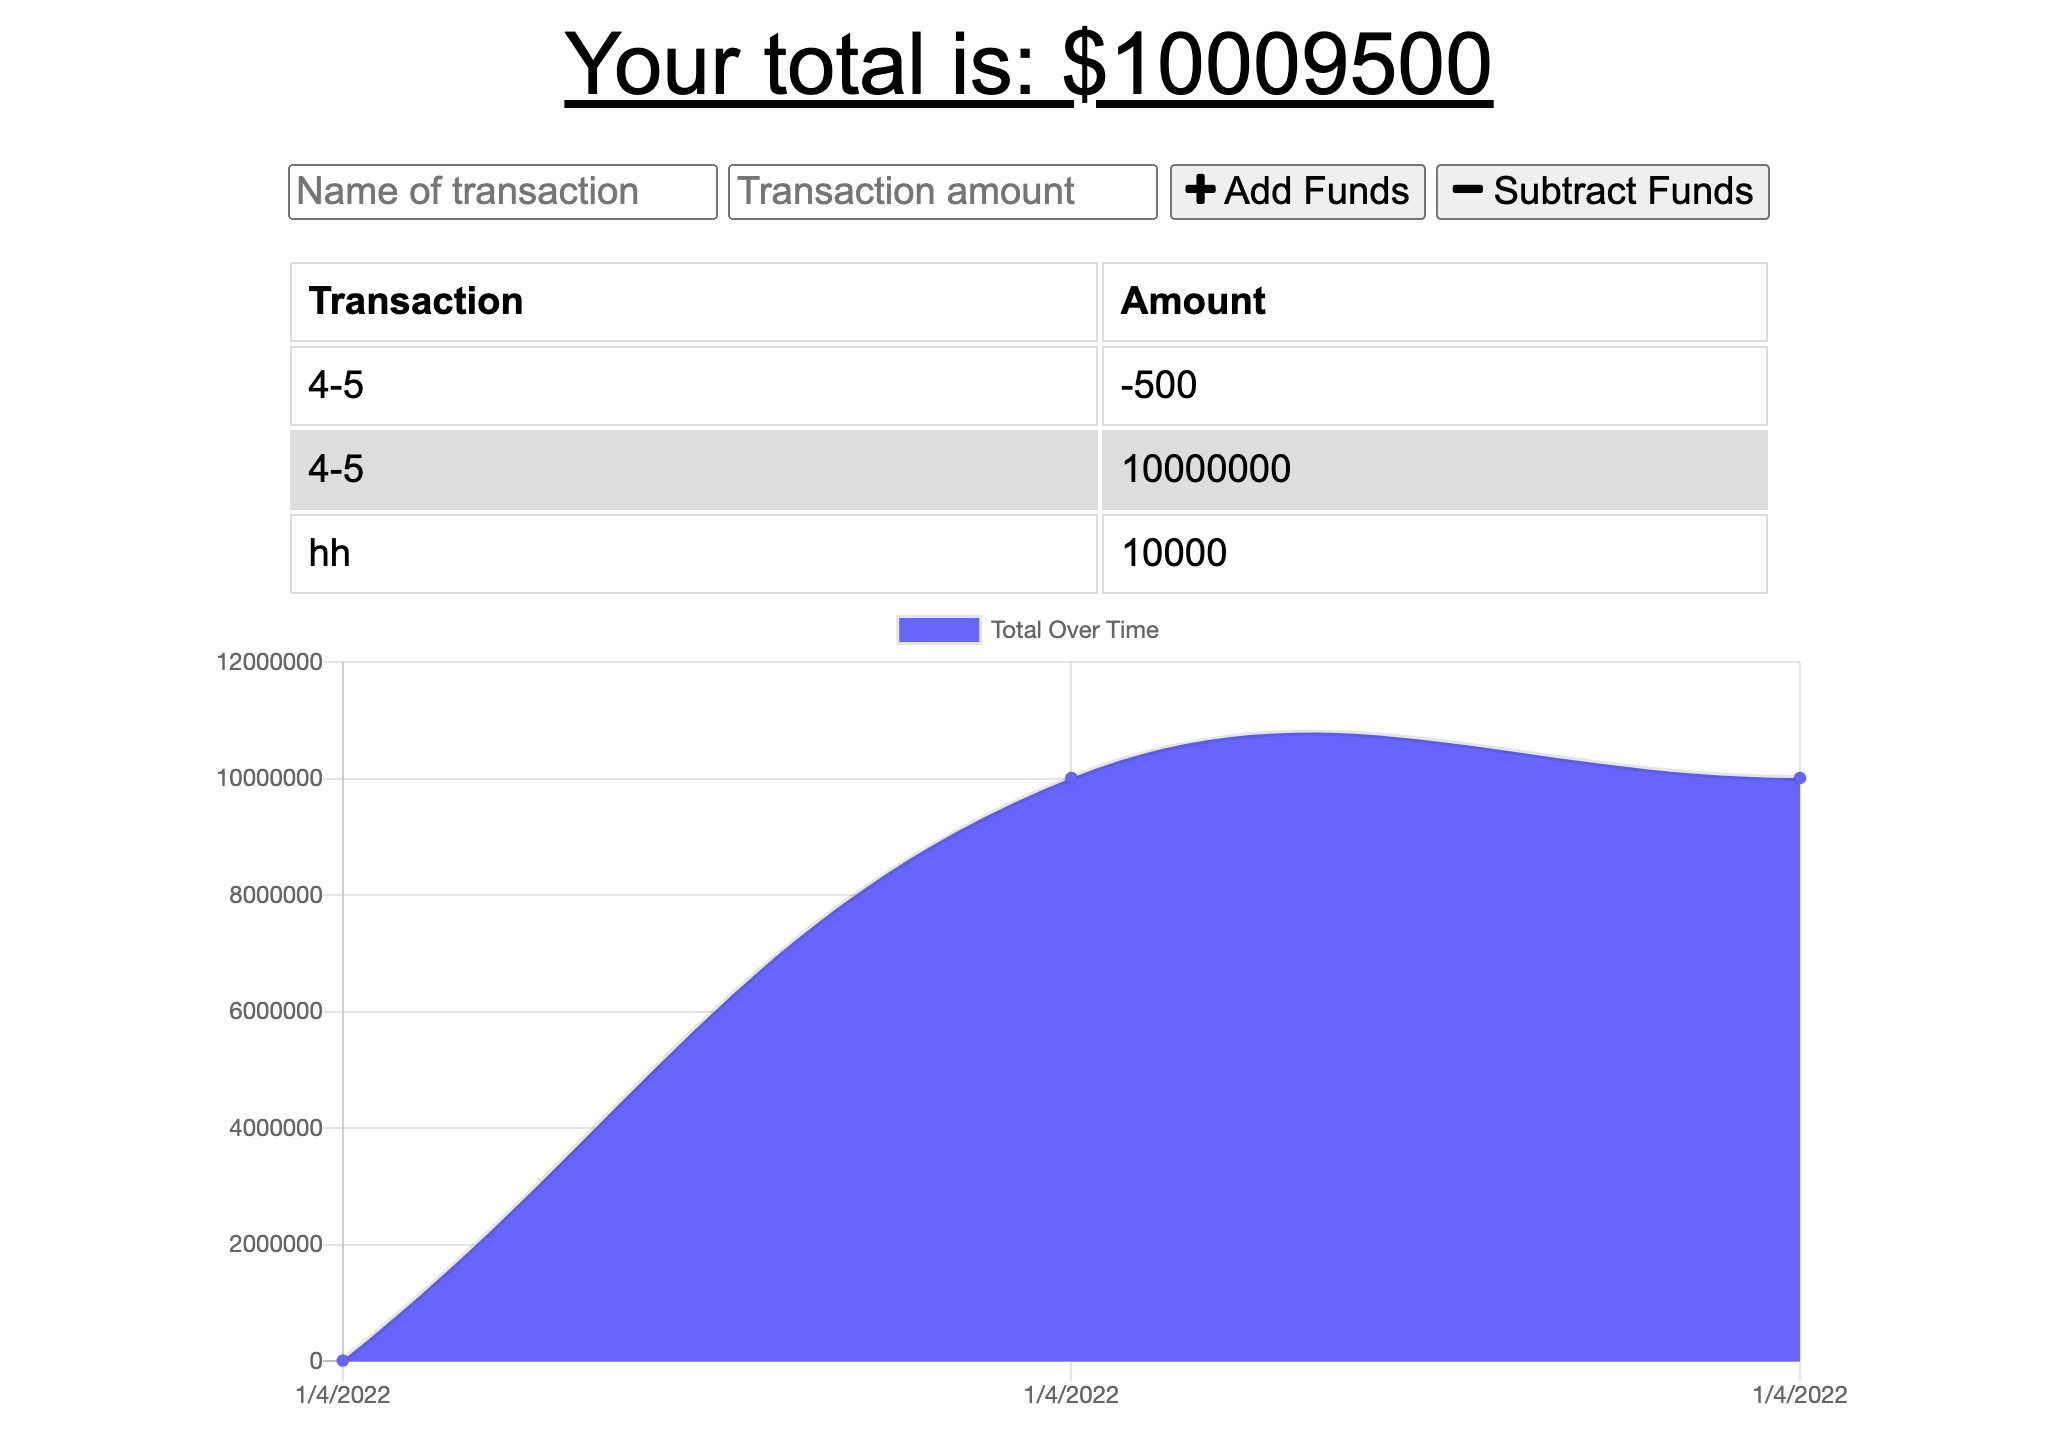 Your total is: $10009500
Name of transaction Transaction amount Add Funds Subtract Funds
Transaction Amount
4-5 -500
4-5 10000000
hh 10000
Total Over Time
12000000
10000000
8000000
6000000
4000000
2000000
0
1/4/2022 1/4/2022 1/4/2022